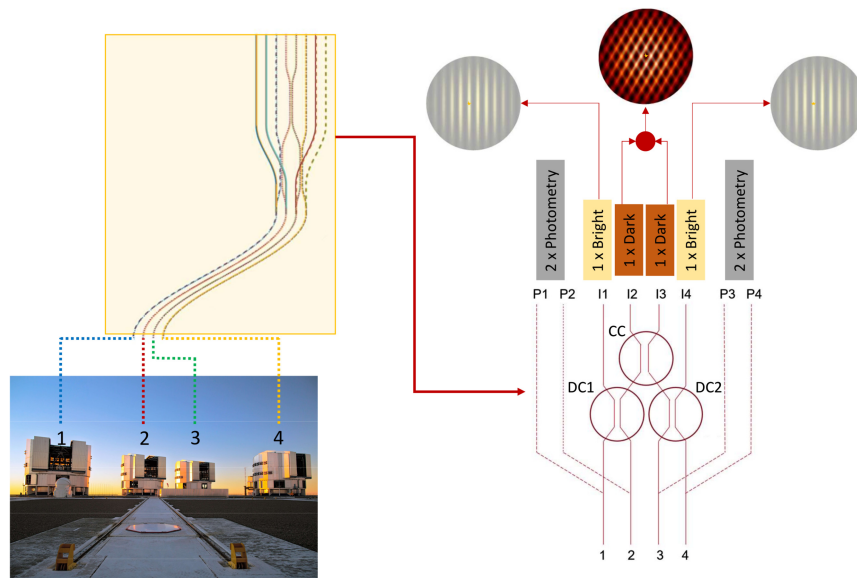 2 x Photometry
1 x Bright
1 x Dark
1 x Dark
1 x Bright
2 x Photometry
P1 P2 I1 I2 I3 I4 P3 P4
CC
DC1 DC2
1 2 3 4
1 2 3 4